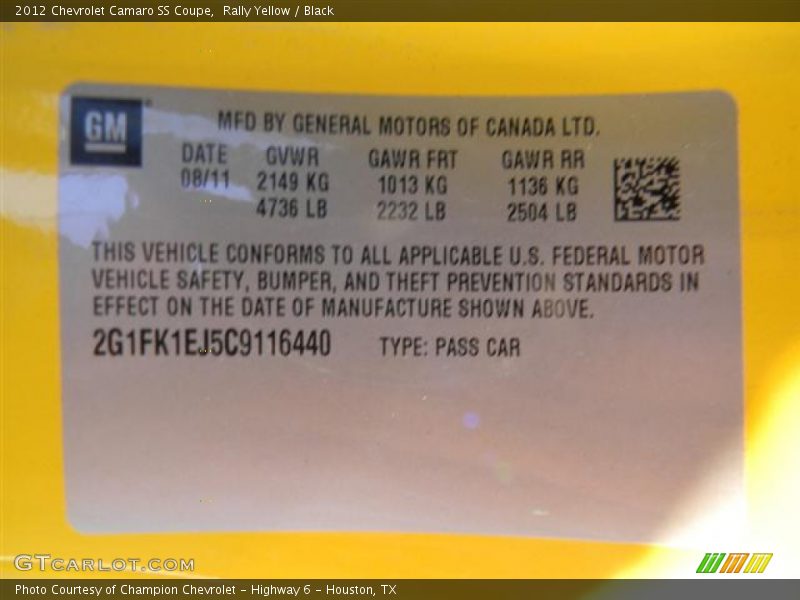 2012 Chevrolet Camaro SS Coupe,  Rally Yellow / Black
GM
MFD BY GENERAL MOTORS OF CANADA LTD.
DATE GVWR GAWR FRT GAWR RR
08/11 2149 KG 1013 KG 1136 KG
4736 LB 2232 LB 2504 LB
THIS VEHICLE CONFORMS TO ALL APPLICABLE U.S. FEDERAL MOTOR
VEHICLE SAFETY, BUMPER, AND THEFT PREVENTION STANDARDS IN
EFFECT ON THE DATE OF MANUFACTURE SHOWN ABOVE.
2G1FK1EJ5C9116440 TYPE: PASS CAR
GTCARLOT.COM
Photo Courtesy of Champion Chevrolet - Highway 6 - Houston, TX